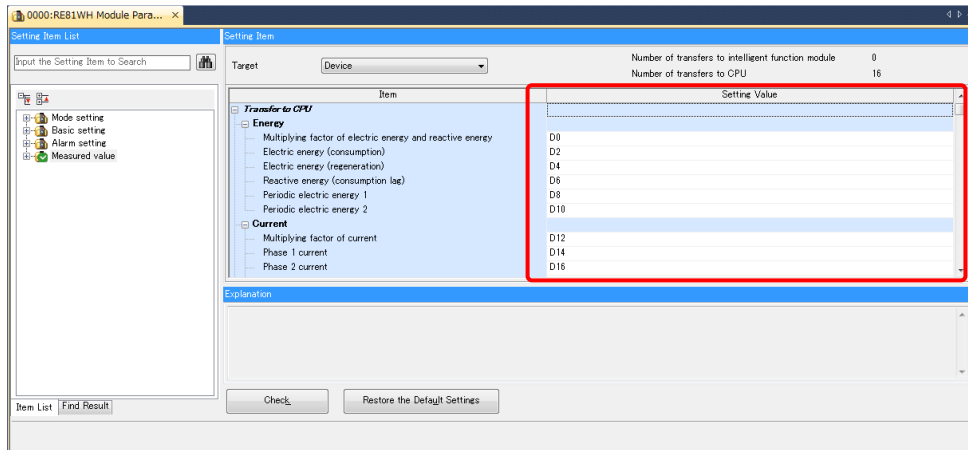 0000:RE81WH Module Para...
Setting Item List
Input the Setting Item to Search
Mode setting
Basic setting
Alarm setting
Measured value
Item List
Find Result
Setting Item
Target
Device
Number of transfers to intelligent function module 0
Number of transfers to CPU 16
Item Setting Value
Transfer to CPU
Energy
Multiplying factor of electric energy and reactive energy D0
Electric energy (consumption) D2
Electric energy (regeneration) D4
Reactive energy (consumption lag) D6
Periodic electric energy 1 D8
Periodic electric energy 2 D10
Current
Multiplying factor of current D12
Phase 1 current D14
Phase 2 current D16
Explanation
Check
Restore the Default Settings